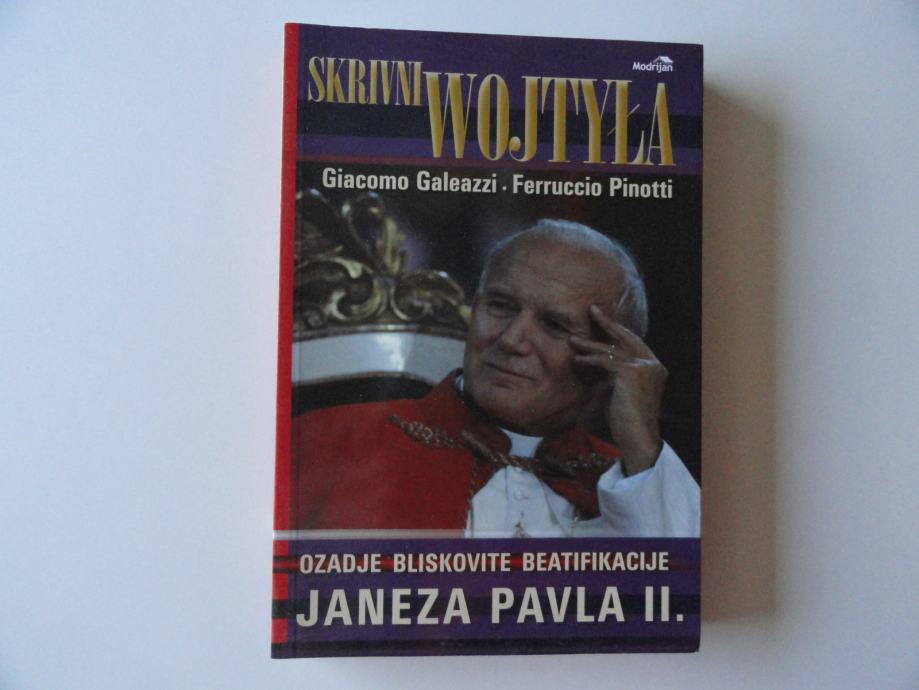 Modrijan
SKRIVNI WOJTYŁA
Giacomo Galeazzi • Ferruccio Pinotti
OZADJE BLISKOVITE BEATIFIKACIJE
JANEZA PAVLA II.